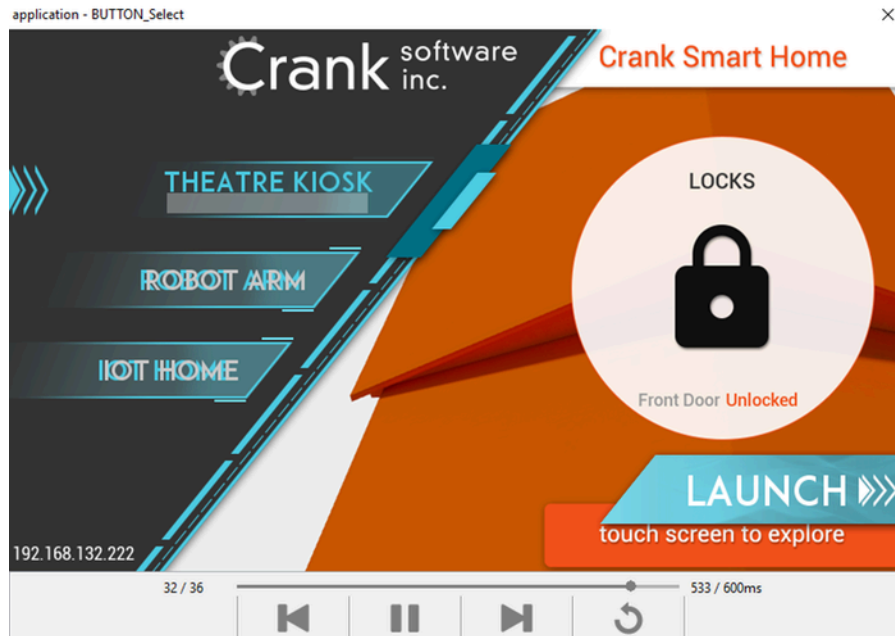 application - BUTTON_Select
Crank software inc.
Crank Smart Home
THEATRE KIOSK
LOCKS
ROBOT ARM
IOT HOME
Front Door Unlocked
LAUNCH
touch screen to explore
192.168.132.222
32 / 36
533 / 600ms